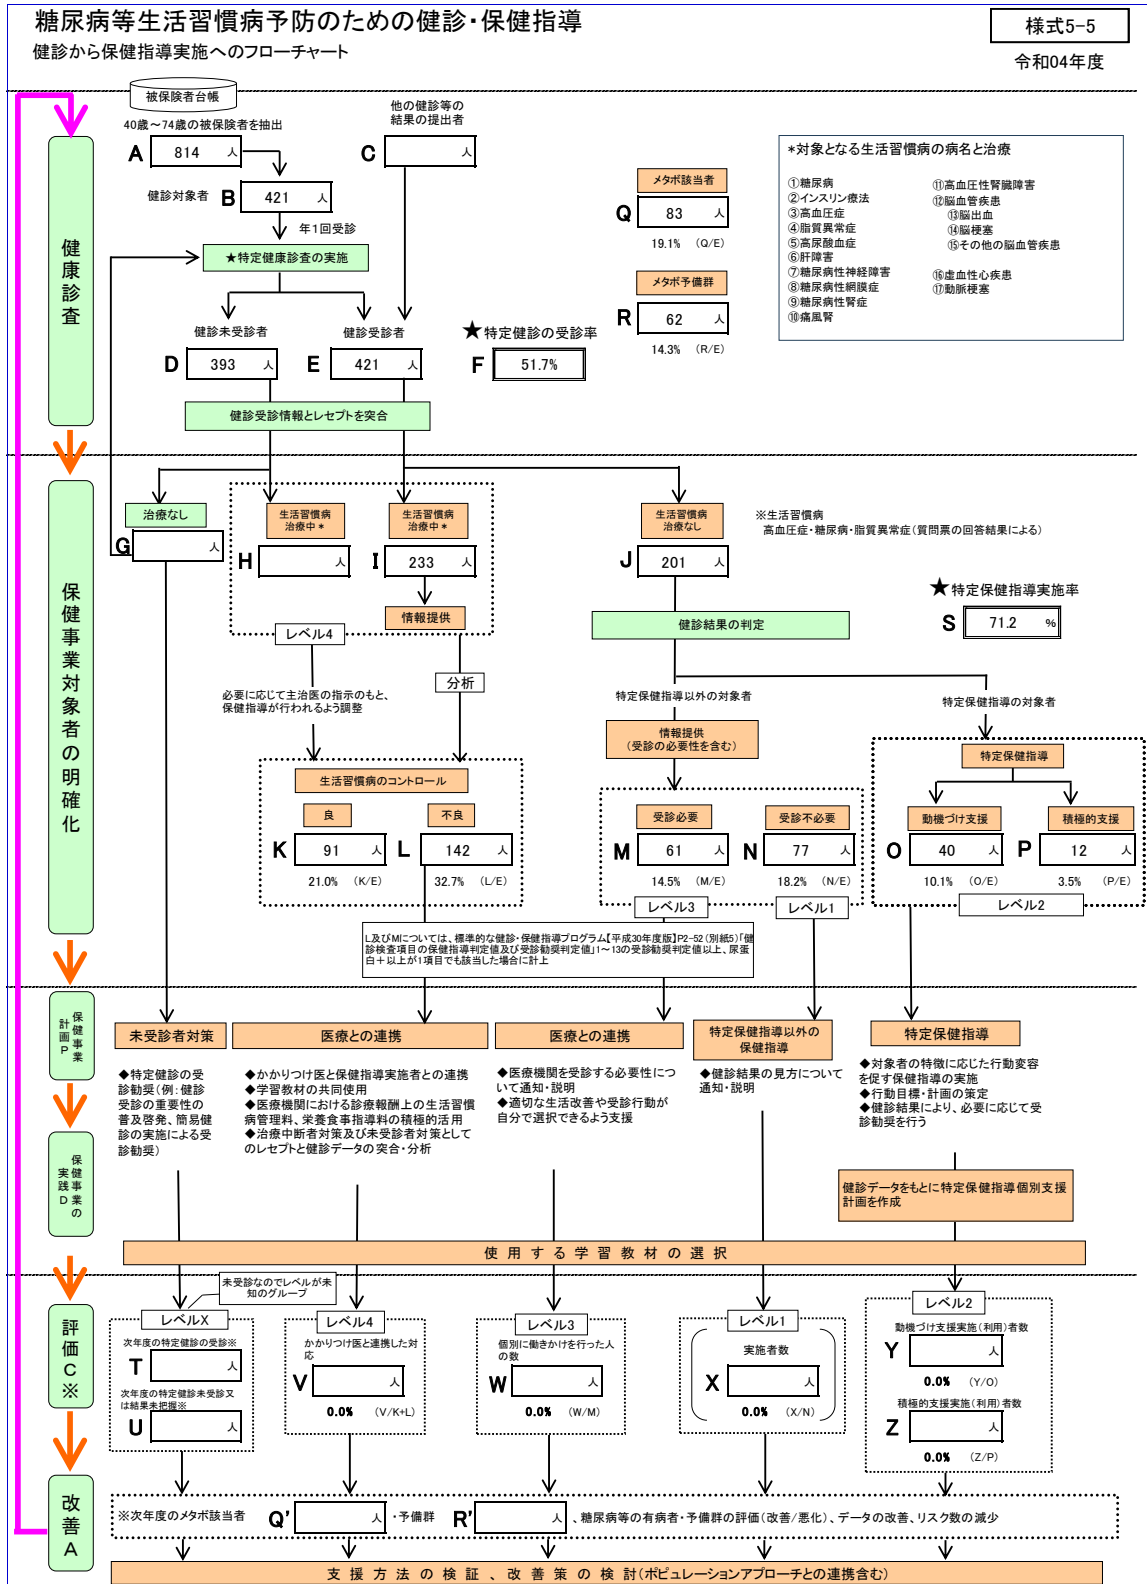 糖尿病等生活習慣病予防のための健診・保健指導
様式5-5
健診から保健指導実施へのフローチャート
令和04年度
被保険者台帳
40歳～74歳の被保険者を抽出
他の健診等の
結果の提出者
A 814 人
C 人
健診対象者 B 421 人
年1回受診
★特定健康診査の実施
メタボ該当者
Q 83 人
19.1% (Q/E)
メタボ予備群
R 62 人
14.3% (R/E)
*対象となる生活習慣病の病名と治療
①糖尿病
②インスリン療法
③高血圧症
④脂質異常症
⑤高尿酸血症
⑥肝障害
⑦糖尿病性神経障害
⑧糖尿病性網膜症
⑨糖尿病性腎症
⑩痛風腎
⑪高血圧性腎臓障害
⑫脳血管疾患
⑬脳出血
⑭脳梗塞
⑮その他の脳血管疾患
⑯虚血性心疾患
⑰動脈梗塞
健康診査
健診未受診者
D 393 人
健診受診者
E 421 人
★特定健診の受診率
F 51.7%
健診受診情報とレセプトを突合
保健事業対象者の明確化
治療なし
G 人
生活習慣病
治療中*
H 人
生活習慣病
治療中*
I 233 人
情報提供
レベル4
生活習慣病
治療なし
J 201 人
※生活習慣病
高血圧症・糖尿病・脂質異常症(質問票の回答結果による)
★特定保健指導実施率
S 71.2 %
健診結果の判定
分析
必要に応じて主治医の指示のもと、
保健指導が行われるよう調整
特定保健指導以外の対象者
特定保健指導の対象者
情報提供
(受診の必要性を含む)
特定保健指導
生活習慣病のコントロール
良
K 91 人
21.0% (K/E)
不良
L 142 人
32.7% (L/E)
受診必要
M 61 人
14.5% (M/E)
受診不必要
N 77 人
18.2% (N/E)
動機づけ支援
O 40 人
10.1% (O/E)
積極的支援
P 12 人
3.5% (P/E)
レベル3
レベル1
レベル2
L及びMについては、標準的な健診・保健指導プログラム【平成30年度版】P2-52(別紙5)「健
診検査項目の保健指導判定値及び受診勧奨判定値」1～13の受診勧奨判定値以上、尿蛋
白＋以上が1項目でも該当した場合に計上
保健事業
計画P
未受診者対策
◆特定健診の受
診勧奨(例:健診
受診の重要性の
普及啓発、簡易健
診の実施による受
診勧奨)
医療との連携
◆かかりつけ医と保健指導実施者との連携
◆学習教材の共同使用
◆医療機関における診療報酬上の生活習慣
病管理料、栄養食事指導料の積極的活用
◆治療中断者対策及び未受診者対策として
のレセプトと健診データの突合・分析
医療との連携
◆医療機関を受診する必要性につ
いて通知・説明
◆適切な生活改善や受診行動が
自分で選択できるよう支援
特定保健指導以外の
保健指導
◆健診結果の見方について
通知・説明
特定保健指導
◆対象者の特徴に応じた行動変容
を促す保健指導の実施
◆行動目標・計画の策定
◆健診結果により、必要に応じて受
診勧奨を行う
保健事業の
実践D
健診データをもとに特定保健指導個別支援
計画を作成
使用する学習教材の選択
未受診なのでレベルが未
知のグループ
評価C※
レベルX
次年度の特定健診の受診※
T 人
次年度の特定健診未受診又
は結果未把握※
U 人
レベル4
かかりつけ医と連携した対
応
V 人
0.0% (V/K+L)
レベル3
個別に働きかけを行った人
の数
W 人
0.0% (W/M)
レベル1
実施者数
X 人
0.0% (X/N)
レベル2
動機づけ支援実施(利用)者数
Y 人
0.0% (Y/O)
積極的支援実施(利用)者数
Z 人
0.0% (Z/P)
改善A
※次年度のメタボ該当者 Q' 人 ・予備群 R' 人 、糖尿病等の有病者・予備群の評価(改善/悪化)、データの改善、リスク数の減少
支援方法の検証、改善策の検討(ポピュレーションアプローチとの連携含む)